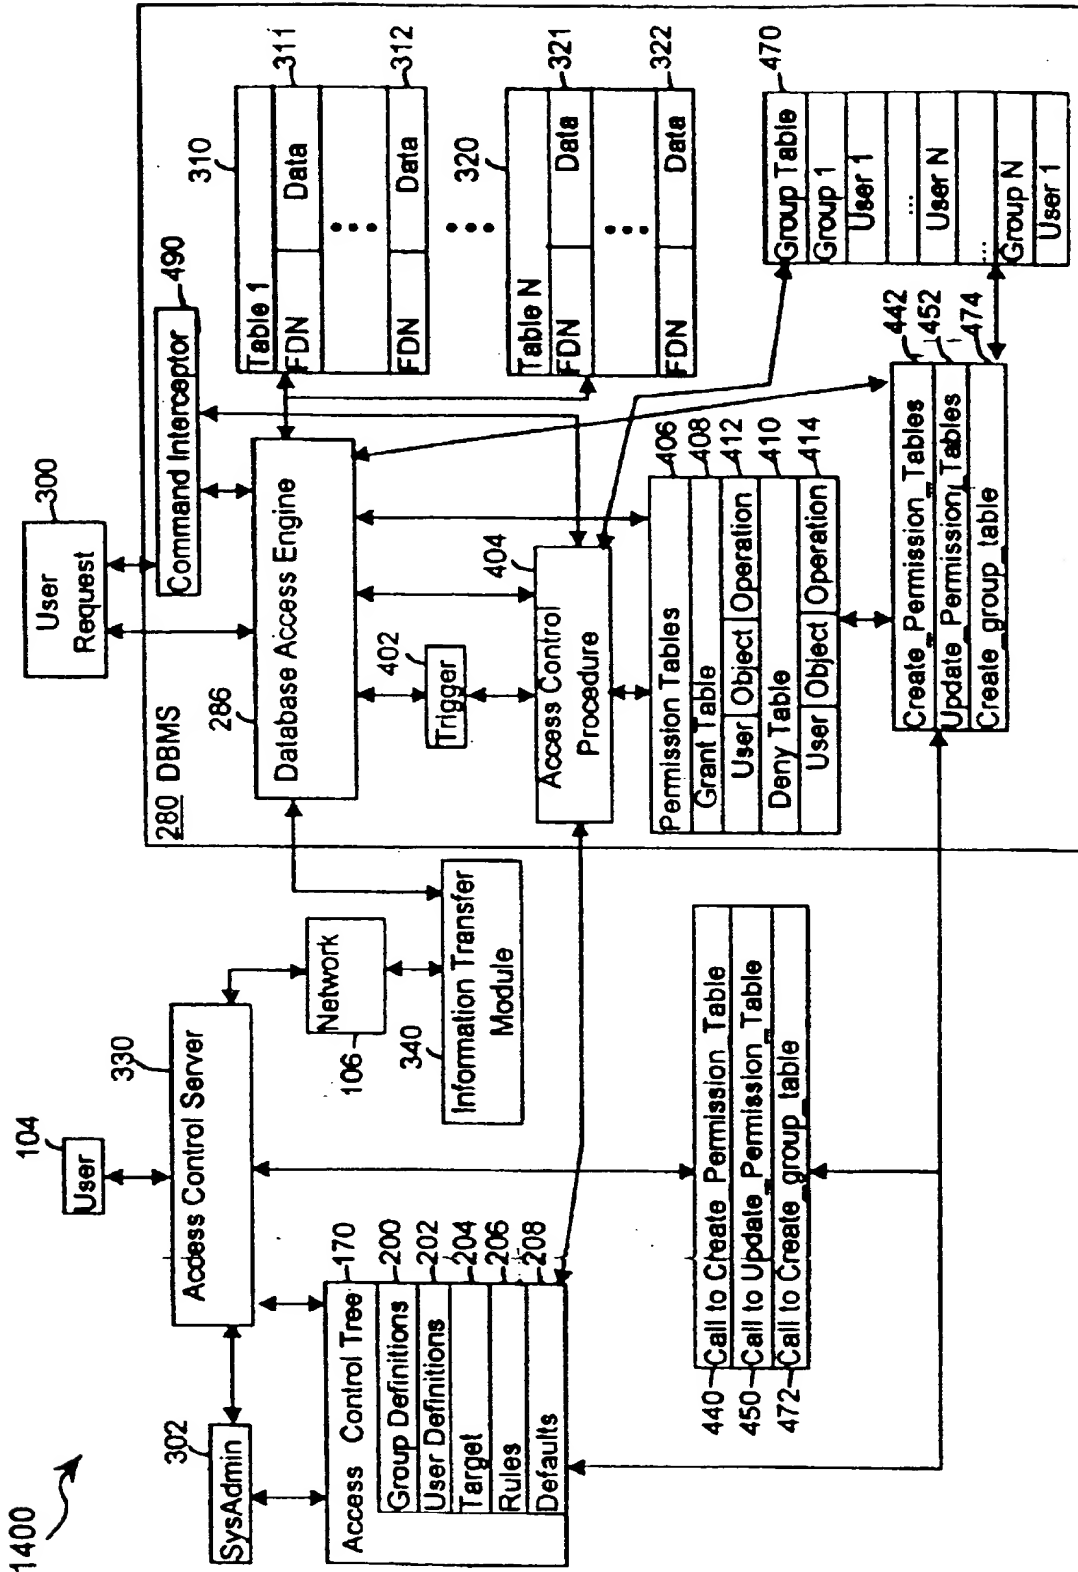 1400
302
SysAdmin
104
User
330
Access Control Server
Access Control Tree
170
Group Definitions
200
User Definitions
202
Target
204
Rules
206
Defaults
208
Network
106
340
Information Transfer
Module
440
Call to Create_Permission_Table
450
Call to Update_Permission_Table
472
Call to Create_group_table
280 DBMS
300
User
Request
490
Command Interceptor
286
Database Access Engine
402
Trigger
404
Access Control
Procedure
Permission Tables
406
Grant Table
408
User Object Operation
412
Deny Table
410
User Object Operation
414
Create_Permission_Tables
442
Update_Permission_Tables
452
Create_group_table
474
310
Table 1
FDN Data
311
FDN Data
312
320
Table N
FDN Data
321
FDN Data
322
470
Group Table
Group 1
User 1
...
User N
...
Group N
User 1